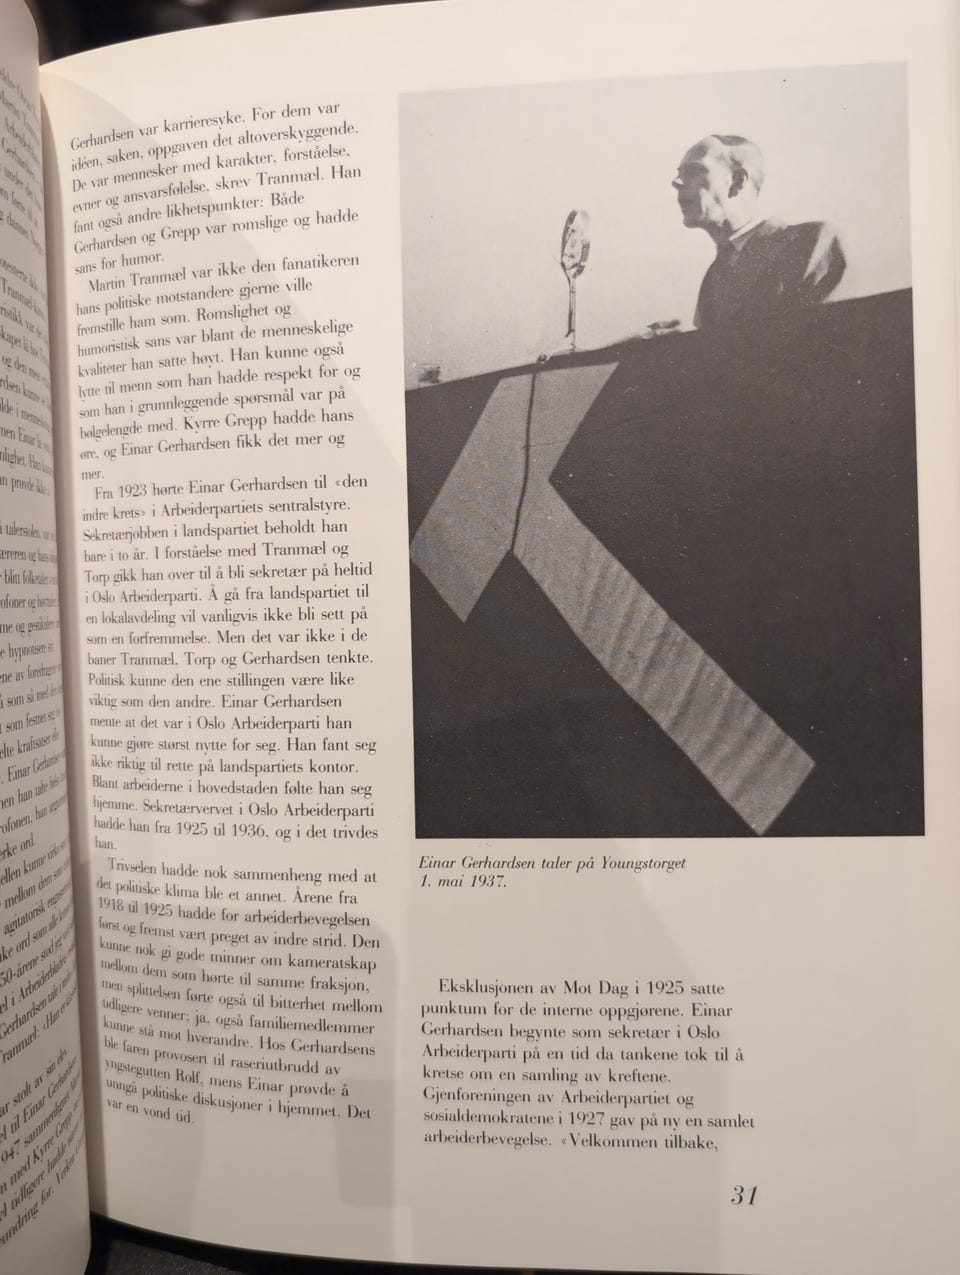 Gerhardsen var karrieresyke. For dem var
idéen, saken, oppgaven det altoverskyggende.
De var mennesker med karakter, forståelse,
evner og ansvarsfølelse, skrev Tranmæl. Han
fant også andre likhetspunkter: Både
Gerhardsen og Grepp var romslige og hadde
sans for humor.
Martin Tranmæl var ikke den fanatikeren
hans politiske motstandere gjerne ville
fremstille ham som. Romslighet og
humoristisk sans var blant de menneskelige
kvaliteter han satte høyt. Han kunne også
lytte til menn som han hadde respekt for og
som han i grunnleggende spørsmål var på
bølgelengde med. Kyrre Grepp hadde hans
øre, og Einar Gerhardsen fikk det mer og
mer.
Fra 1923 hørte Einar Gerhardsen til «den
indre krets» i Arbeiderpartiets sentralstyre.
Sekretærjobben i landspartiet beholdt han
bare i to år. I forståelse med Tranmæl og
Torp gikk han over til å bli sekretær på heltid
i Oslo Arbeiderparti. Å gå fra landspartiet til
en lokalavdeling vil vanligvis ikke bli sett på
som en forfremmelse. Men det var ikke i de
baner Tranmæl, Torp og Gerhardsen tenkte.
Politisk kunne den ene stillingen være like
viktig som den andre. Einar Gerhardsen
mente at det var i Oslo Arbeiderparti han
kunne gjøre størst nytte for seg. Han fant seg
ikke riktig til rette på landspartiets kontor.
Blant arbeiderne i hovedstaden følte han seg
hjemme. Sekretærvervet i Oslo Arbeiderparti
hadde han fra 1925 til 1936, og i det trivdes
han.
Trivselen hadde nok sammenheng med at
det politiske klima ble et annet. Årene fra
1918 til 1925 hadde for arbeiderbevegelsen
først og fremst vært preget av indre strid. Den
kunne nok gi gode minner om kameratskap
mellom dem som hørte til samme fraksjon,
men splittelsen førte også til bitterhet mellom
tidligere venner; ja, også familiemedlemmer
kunne stå mot hverandre. Hos Gerhardsens
ble faren provosert til raseriutbrudd av
yngstegutten Rolf, mens Einar prøvde å
unngå politiske diskusjoner i hjemmet. Det
var en vond tid.
Einar Gerhardsen taler på Youngstorget
1. mai 1937.
Eksklusjonen av Mot Dag i 1925 satte
punktum for de interne oppgjørene. Einar
Gerhardsen begynte som sekretær i Oslo
Arbeiderparti på en tid da tankene tok til å
kretse om en samling av kreftene.
Gjenforeningen av Arbeiderpartiet og
sosialdemokratene i 1927 gav på ny en samlet
arbeiderbevegelse. «Velkommen tilbake,
31